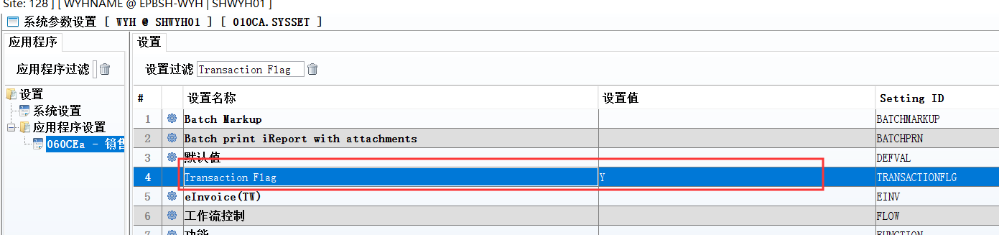 Site: 128 ] [ WYHNAME @ EPBSH-WYH | SHWYH01 ]
系统参数设置 [ WYH @ SHWYH01 ] [ 010CA.SYSSET ]
应用程序 设置
应用程序过滤 设置过滤 Transaction Flag
设置
系统设置
应用程序设置
060CEa - 销售
# 设置名称 设置值 Setting ID
1 Batch Markup BATCHMARKUP
2 Batch print iReport with attachments BATCHPRN
3 默认值 DEFVAL
4 Transaction Flag Y TRANSACTIONFLG
5 eInvoice(TW) EINV
6 工作流控制 FLOW
7 功能 FUNCTION